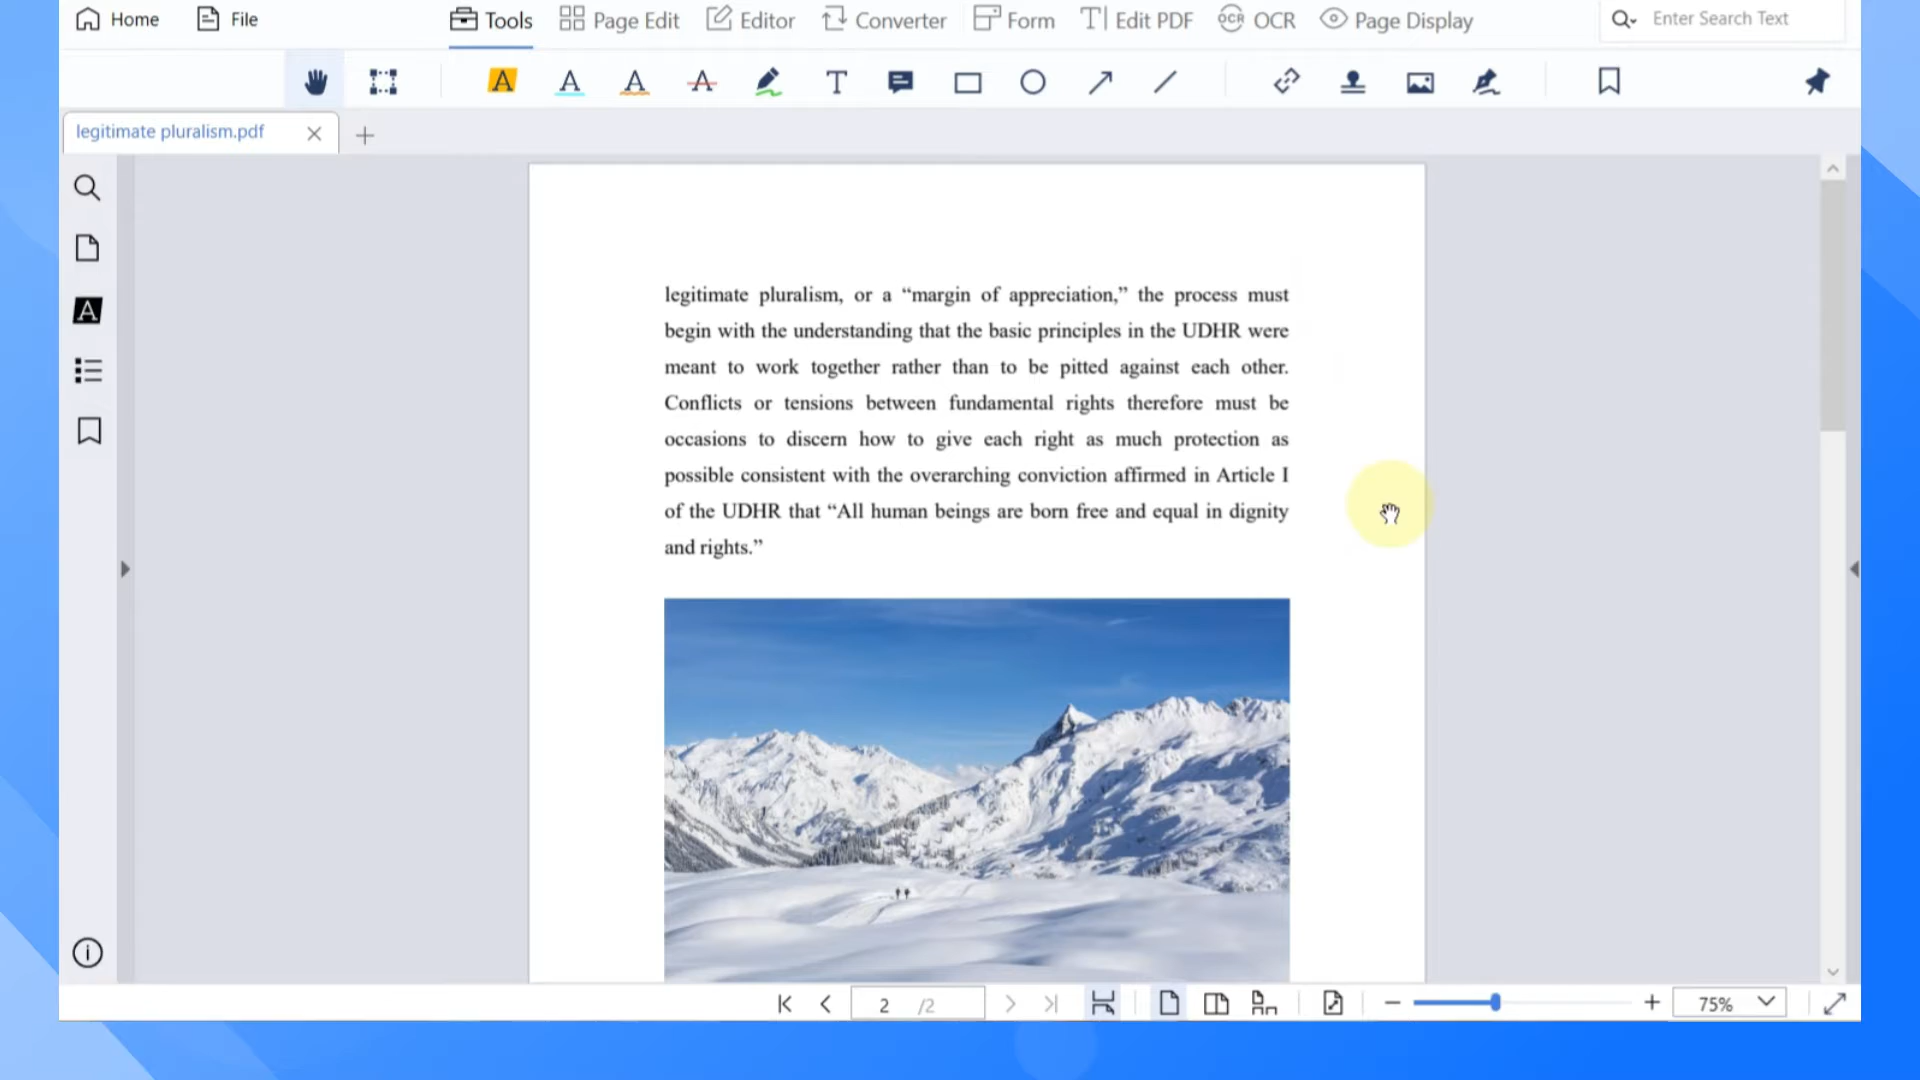 Home File Tools Page Edit Editor Converter Form Edit PDF OCR Page Display Enter Search Text
legitimate pluralism.pdf
legitimate pluralism, or a “margin of appreciation,” the process must
begin with the understanding that the basic principles in the UDHR were
meant to work together rather than to be pitted against each other.
Conflicts or tensions between fundamental rights therefore must be
occasions to discern how to give each right as much protection as
possible consistent with the overarching conviction affirmed in Article I
of the UDHR that “All human beings are born free and equal in dignity
and rights.”
2 /2 75%